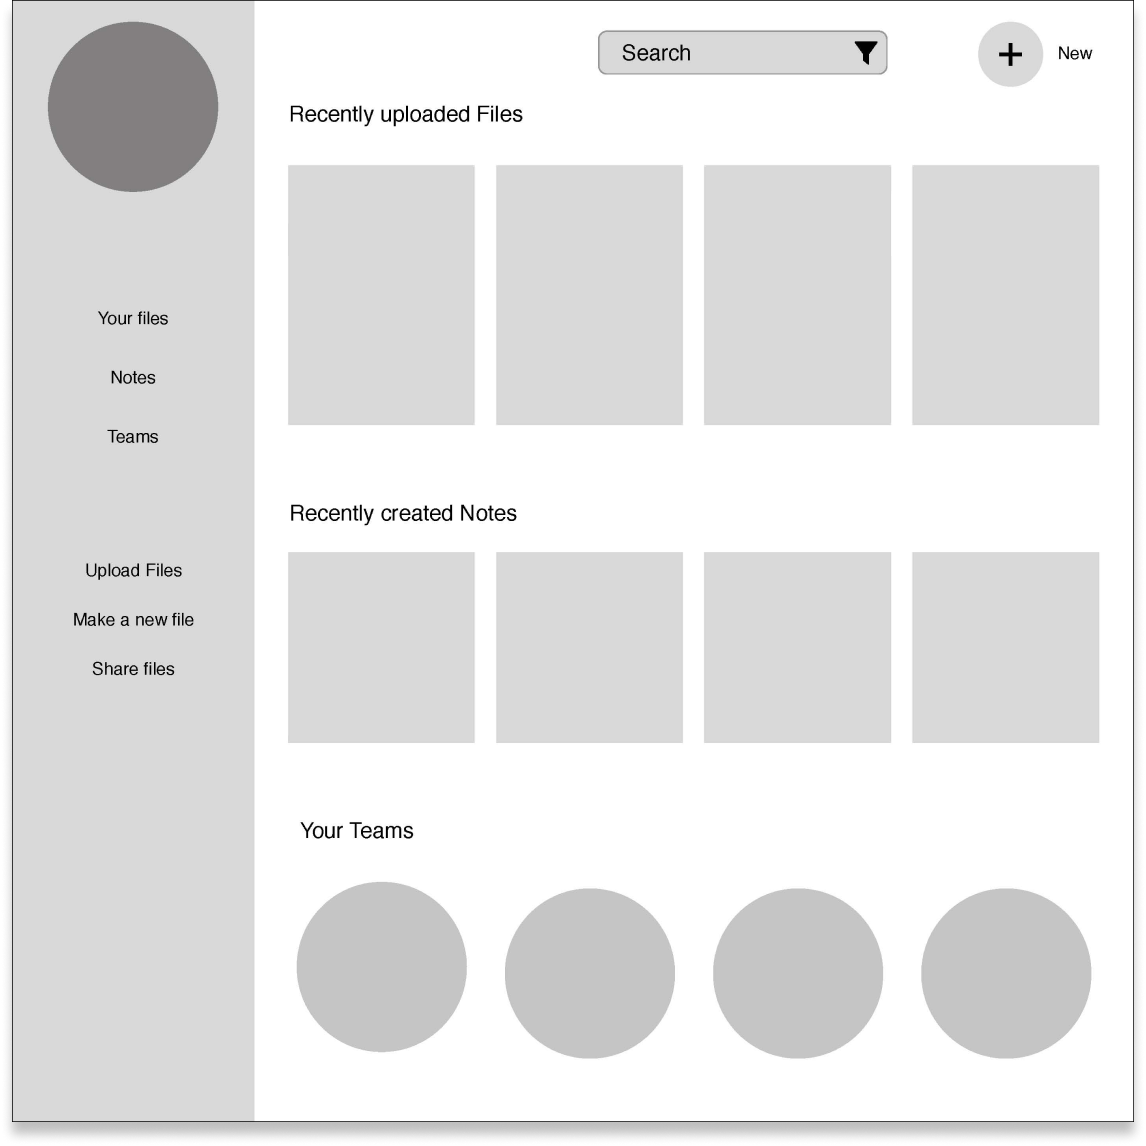 Search
New
Recently uploaded Files
Your files
Notes
Teams
Recently created Notes
Upload Files
Make a new file
Share files
Your Teams